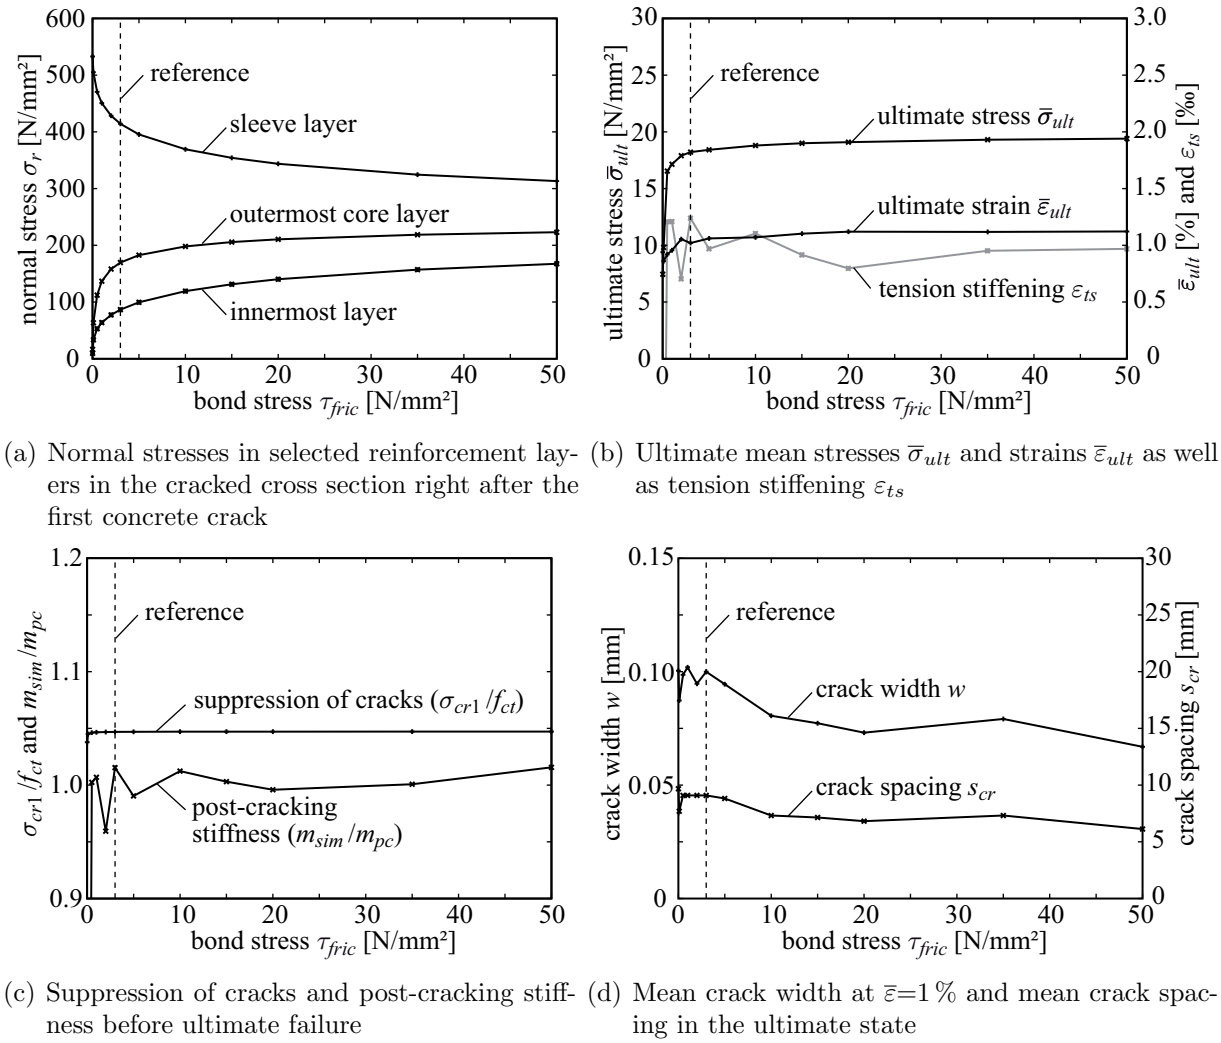 600
500
400
300
200
100
0
normal stress σr [N/mm²]
reference
sleeve layer
outermost core layer
innermost layer
0 10 20 30 40 50
bond stress τfric [N/mm²]
(a) Normal stresses in selected reinforcement lay-
ers in the cracked cross section right after the
first concrete crack
30
25
20
15
10
5
0
ultimate stress σ̅ult [N/mm²]
reference
ultimate stress σ̅ult
ultimate strain ε̅ult
tension stiffening εts
3.0
2.0
1.0
0.5
0
ε̅ult [%] and εts [‰]
0 10 20 30 40 50
bond stress τfric [N/mm²]
(b) Ultimate mean stresses σ̅ult and strains ε̅ult as well
as tension stiffening εts
1.2
1.1
1.0
0.9
σcr1/fct and msim/mpc
reference
suppression of cracks (σcr1/fct)
post-cracking
stiffness (msim/mpc)
0 10 20 30 40 50
bond stress τfric [N/mm²]
(c) Suppression of cracks and post-cracking stiff-
ness before ultimate failure
0.15
0.10
0.05
0
crack width w [mm]
reference
crack width w
crack spacing scr
30
25
20
15
10
5
0
crack spacing scr [mm]
0 10 20 30 40 50
bond stress τfric [N/mm²]
(d) Mean crack width at ε̅=1 % and mean crack spac-
ing in the ultimate state